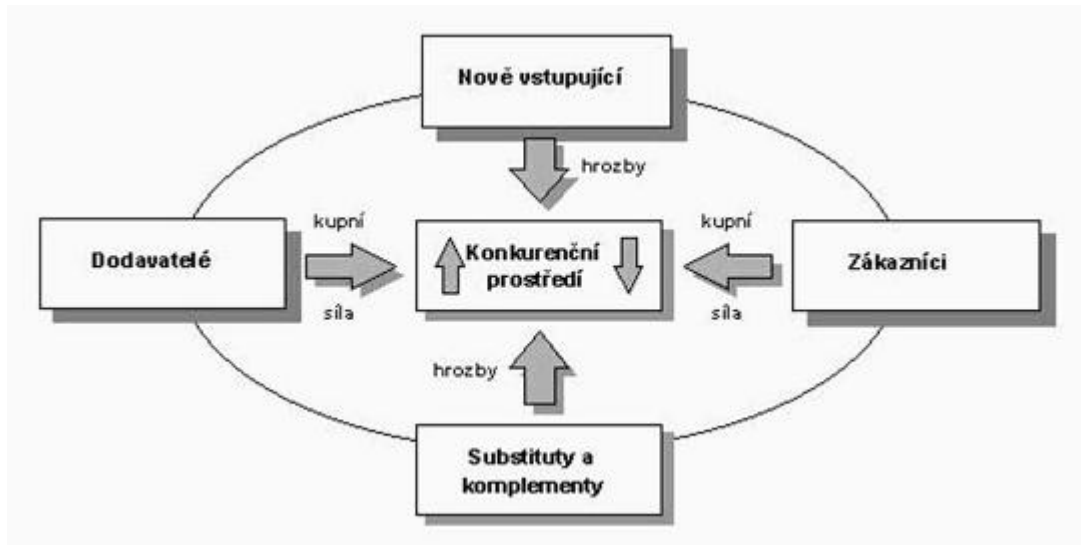 Nově vstupující
hrozby
kupní
Dodavatelé
síla
Konkurenční
prostředí
kupní
Zákazníci
síla
hrozby
Substituty a
komplementy